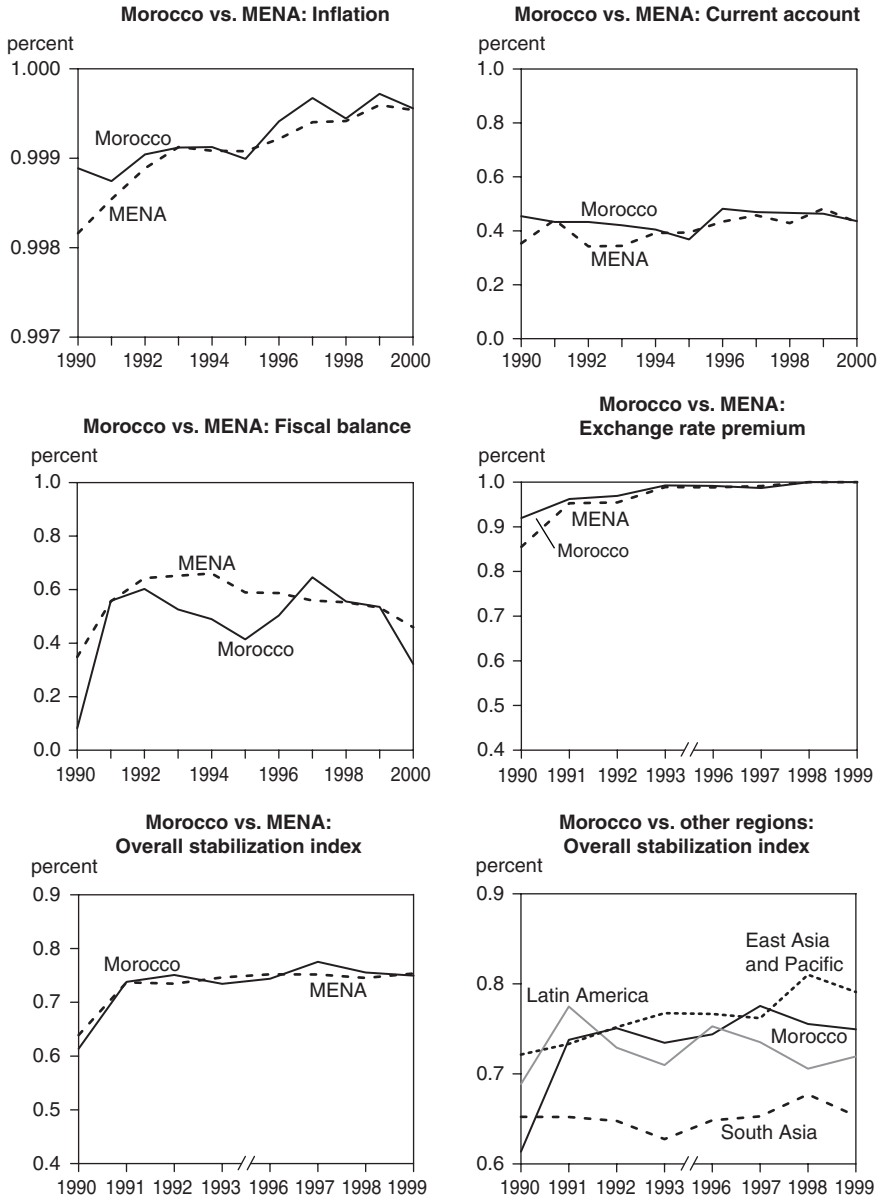 Morocco vs. MENA: Inflation
percent
1.000
0.999
0.998
0.997
Morocco
MENA
1990 1992 1994 1996 1998 2000
Morocco vs. MENA: Current account
percent
1.0
0.8
0.6
0.4
0.2
0.0
Morocco
MENA
1990 1992 1994 1996 1998 2000
Morocco vs. MENA: Fiscal balance
percent
1.0
0.8
0.6
0.4
0.2
0.0
MENA
Morocco
1990 1992 1994 1996 1998 2000
Morocco vs. MENA:
Exchange rate premium
percent
1.0
0.9
0.8
0.7
0.6
0.5
0.4
MENA
Morocco
1990 1991 1992 1993 1996 1997 1998 1999
Morocco vs. MENA:
Overall stabilization index
percent
0.9
0.8
0.7
0.6
0.5
0.4
Morocco
MENA
1990 1991 1992 1993 1996 1997 1998 1999
Morocco vs. other regions:
Overall stabilization index
percent
0.9
0.8
0.7
0.6
East Asia
and Pacific
Latin America
Morocco
South Asia
1990 1991 1992 1993 1996 1997 1998 1999